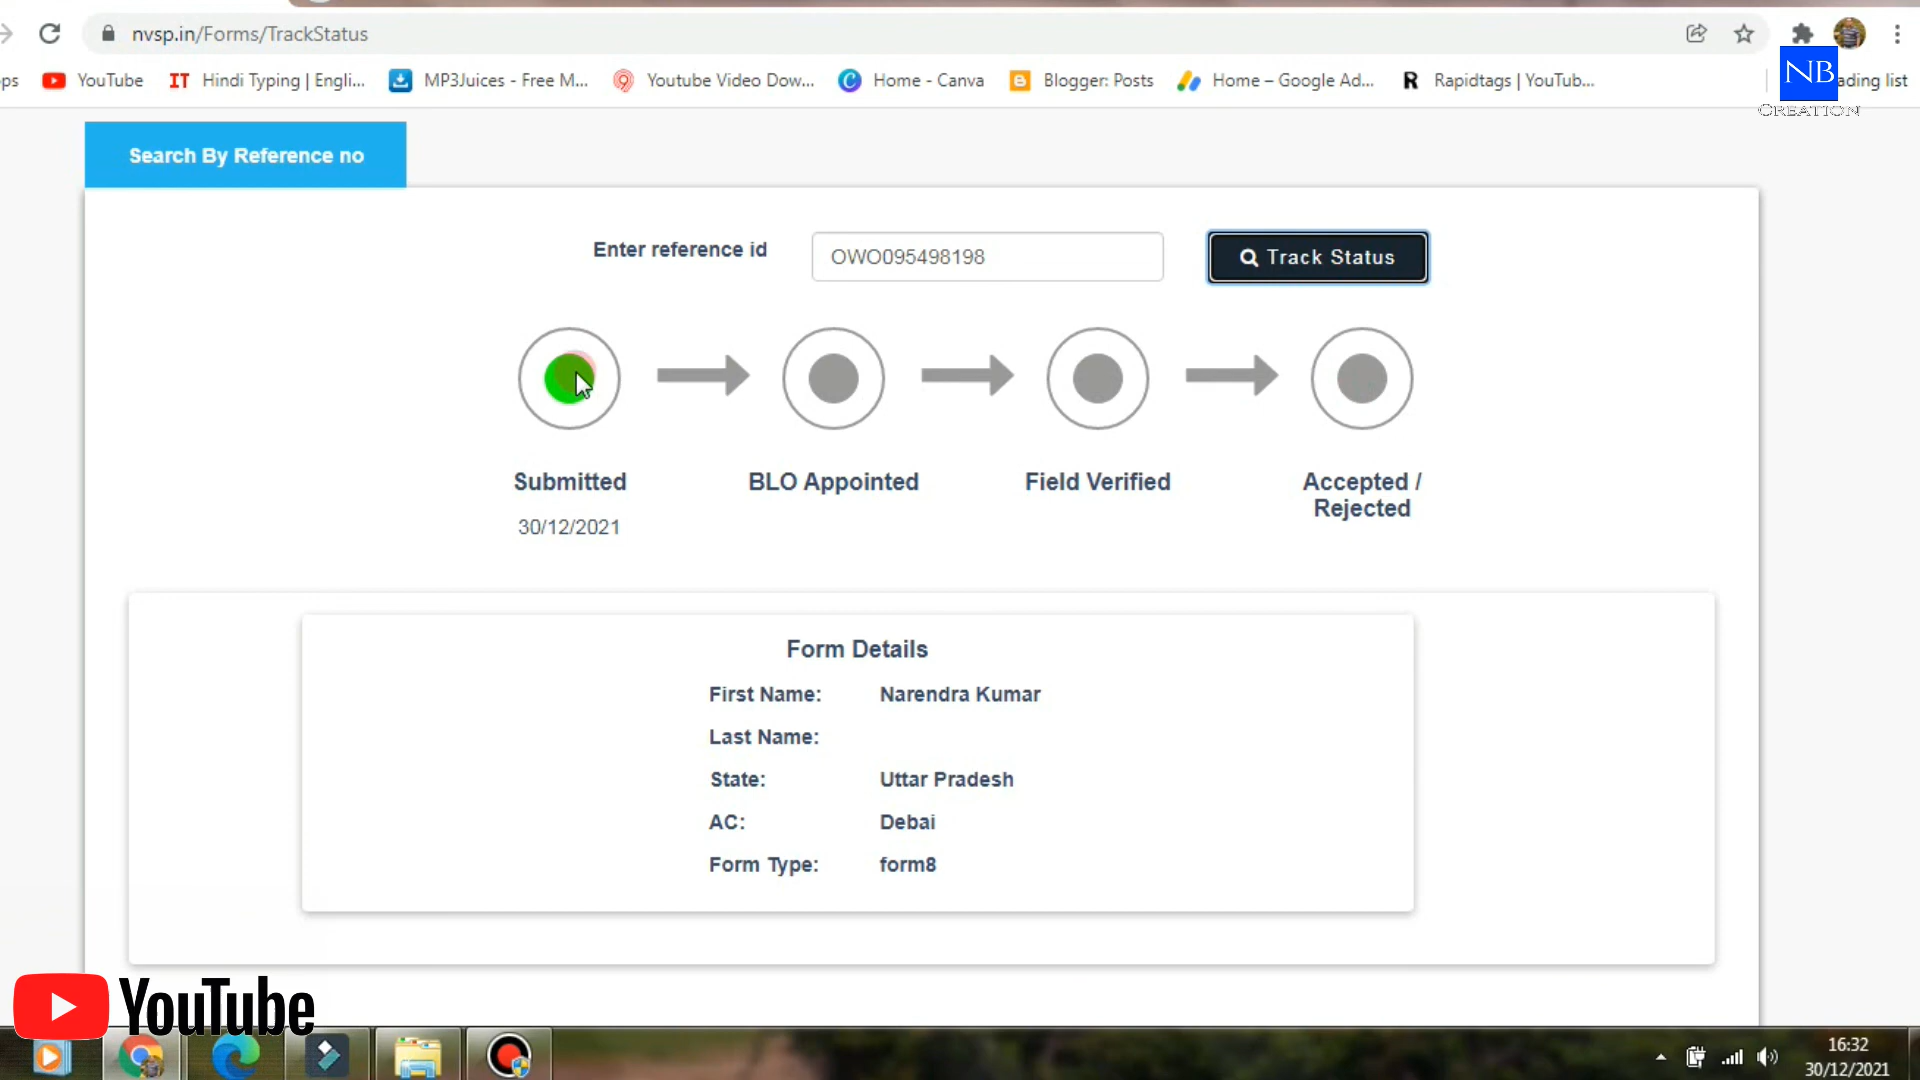 nvsp.in/Forms/TrackStatus
ps YouTube IT Hindi Typing | Engli... MP3Juices - Free M... Youtube Video Dow... Home - Canva Blogger: Posts Home – Google Ad... R Rapidtags | YouTub... ading list
NB
CREATION
Search By Reference no
Enter reference id OWO095498198 Track Status
Submitted BLO Appointed Field Verified Accepted /
Rejected
30/12/2021
Form Details
First Name: Narendra Kumar
Last Name:
State: Uttar Pradesh
AC: Debai
Form Type: form8
YouTube
16:32
30/12/2021